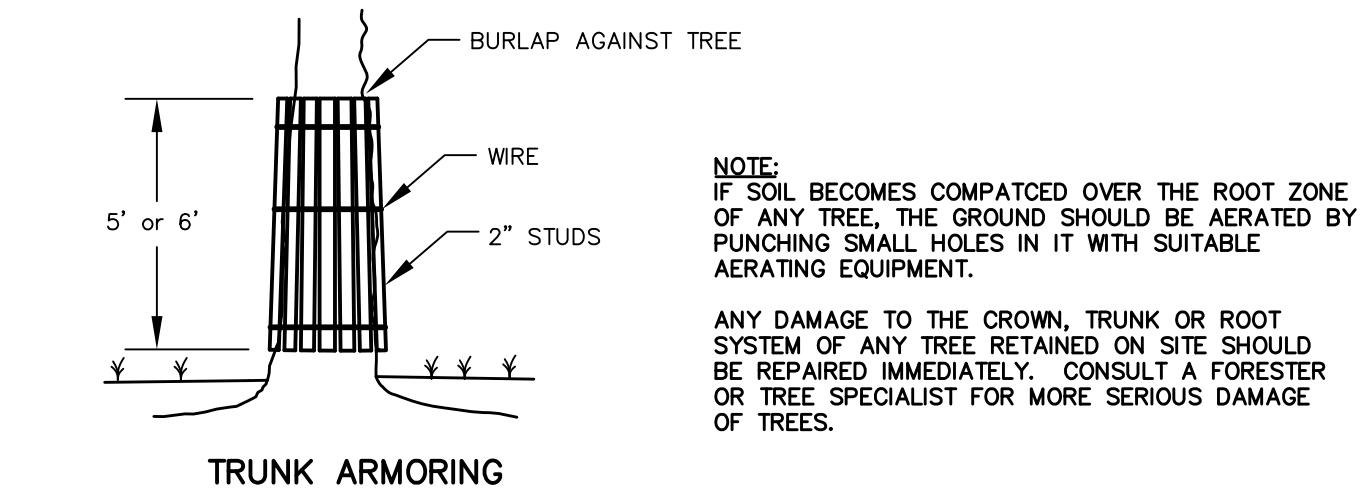 BURLAP AGAINST TREE
WIRE
5' or 6'
2" STUDS
TRUNK ARMORING
NOTE:
IF SOIL BECOMES COMPATCED OVER THE ROOT ZONE
OF ANY TREE, THE GROUND SHOULD BE AERATED BY
PUNCHING SMALL HOLES IN IT WITH SUITABLE
AERATING EQUIPMENT.
ANY DAMAGE TO THE CROWN, TRUNK OR ROOT
SYSTEM OF ANY TREE RETAINED ON SITE SHOULD
BE REPAIRED IMMEDIATELY. CONSULT A FORESTER
OR TREE SPECIALIST FOR MORE SERIOUS DAMAGE
OF TREES.